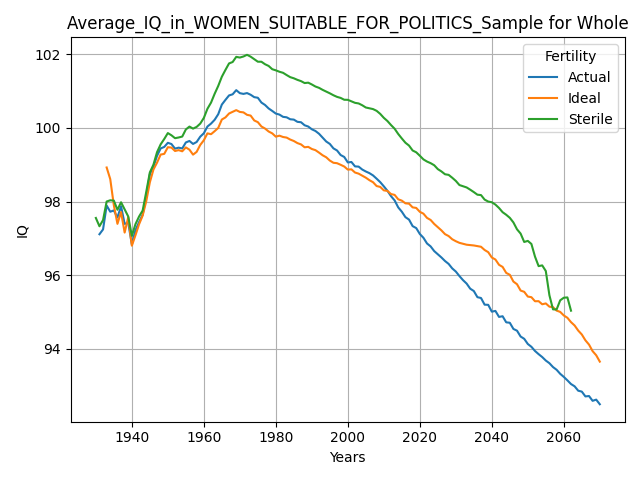 Average_IQ_in_WOMEN_SUITABLE_FOR_POLITICS_Sample for Whole
Fertility
Actual
Ideal
Sterile
102
100
98
96
94
IQ
1940
1960
1980
2000
2020
2040
2060
Years